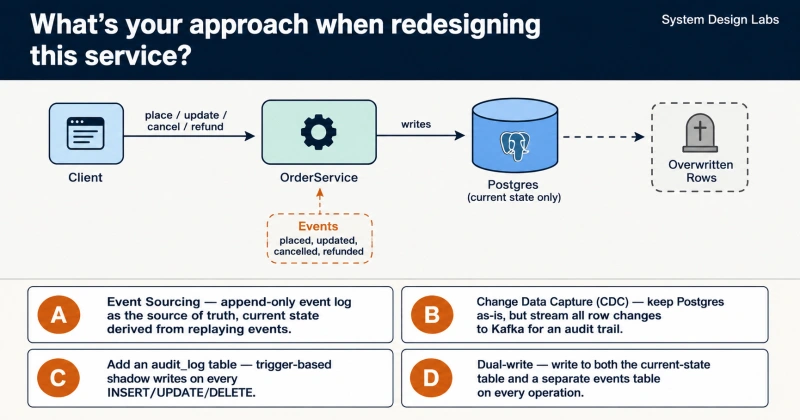 What's your approach when redesigning
this service?
System Design Labs
place / update /
cancel / refund
writes
Client
OrderService
Postgres
(current state only)
Overwritten
Rows
Events
placed, updated,
cancelled, refunded
A
Event Sourcing — append-only event log
as the source of truth, current state
derived from replaying events.
B
Change Data Capture (CDC) — keep Postgres
as-is, but stream all row changes
to Kafka for an audit trail.
C
Add an audit_log table — trigger-based
shadow writes on every
INSERT/UPDATE/DELETE.
D
Dual-write — write to both the current-state
table and a separate events table
on every operation.